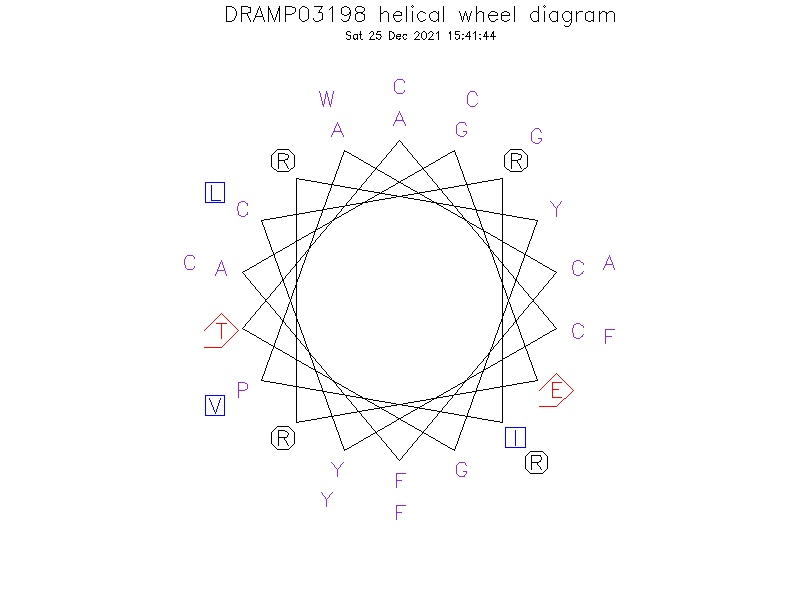 DRAMP03198 helical wheel diagram
Sat 25 Dec 2021 15:41:44
C
W C
A A G G
R R
L C Y
C A C A
T C F
P E
V R I
R
Y F G
Y F